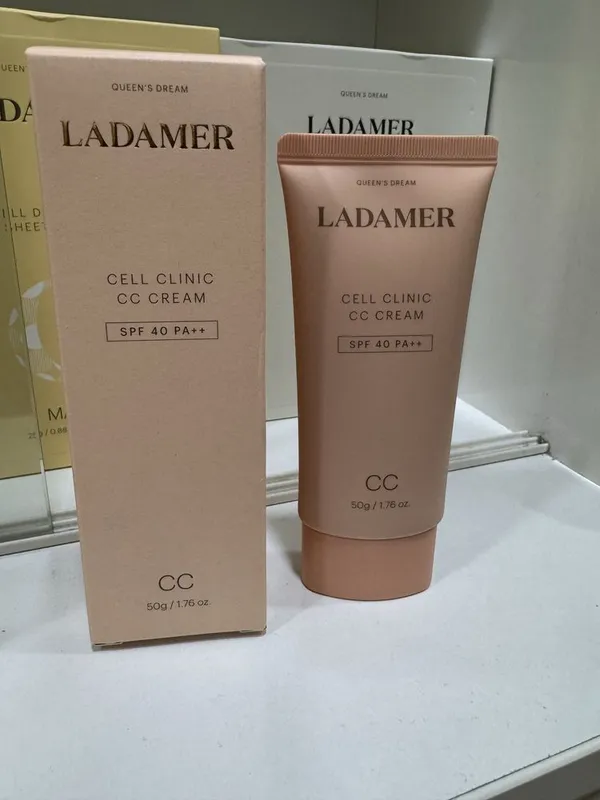 QUEEN'S DREAM
LADAMER
CELL CLINIC
CC CREAM
SPF 40 PA++
CC
50g / 1.76 oz.
QUEEN'S DREAM
LADAMER
CELL CLINIC
CC CREAM
SPF 40 PA++
CC
50g / 1.76 oz.
QUEEN'S DREAM
LADAMER